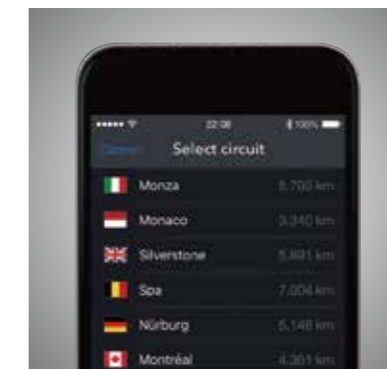 22:08 100%
Cancel Select circuit
Monza 5.793 km
Monaco 3.340 km
Silverstone 5.891 km
Spa 7.004 km
Nürburg 5.148 km
Montréal 4.361 km